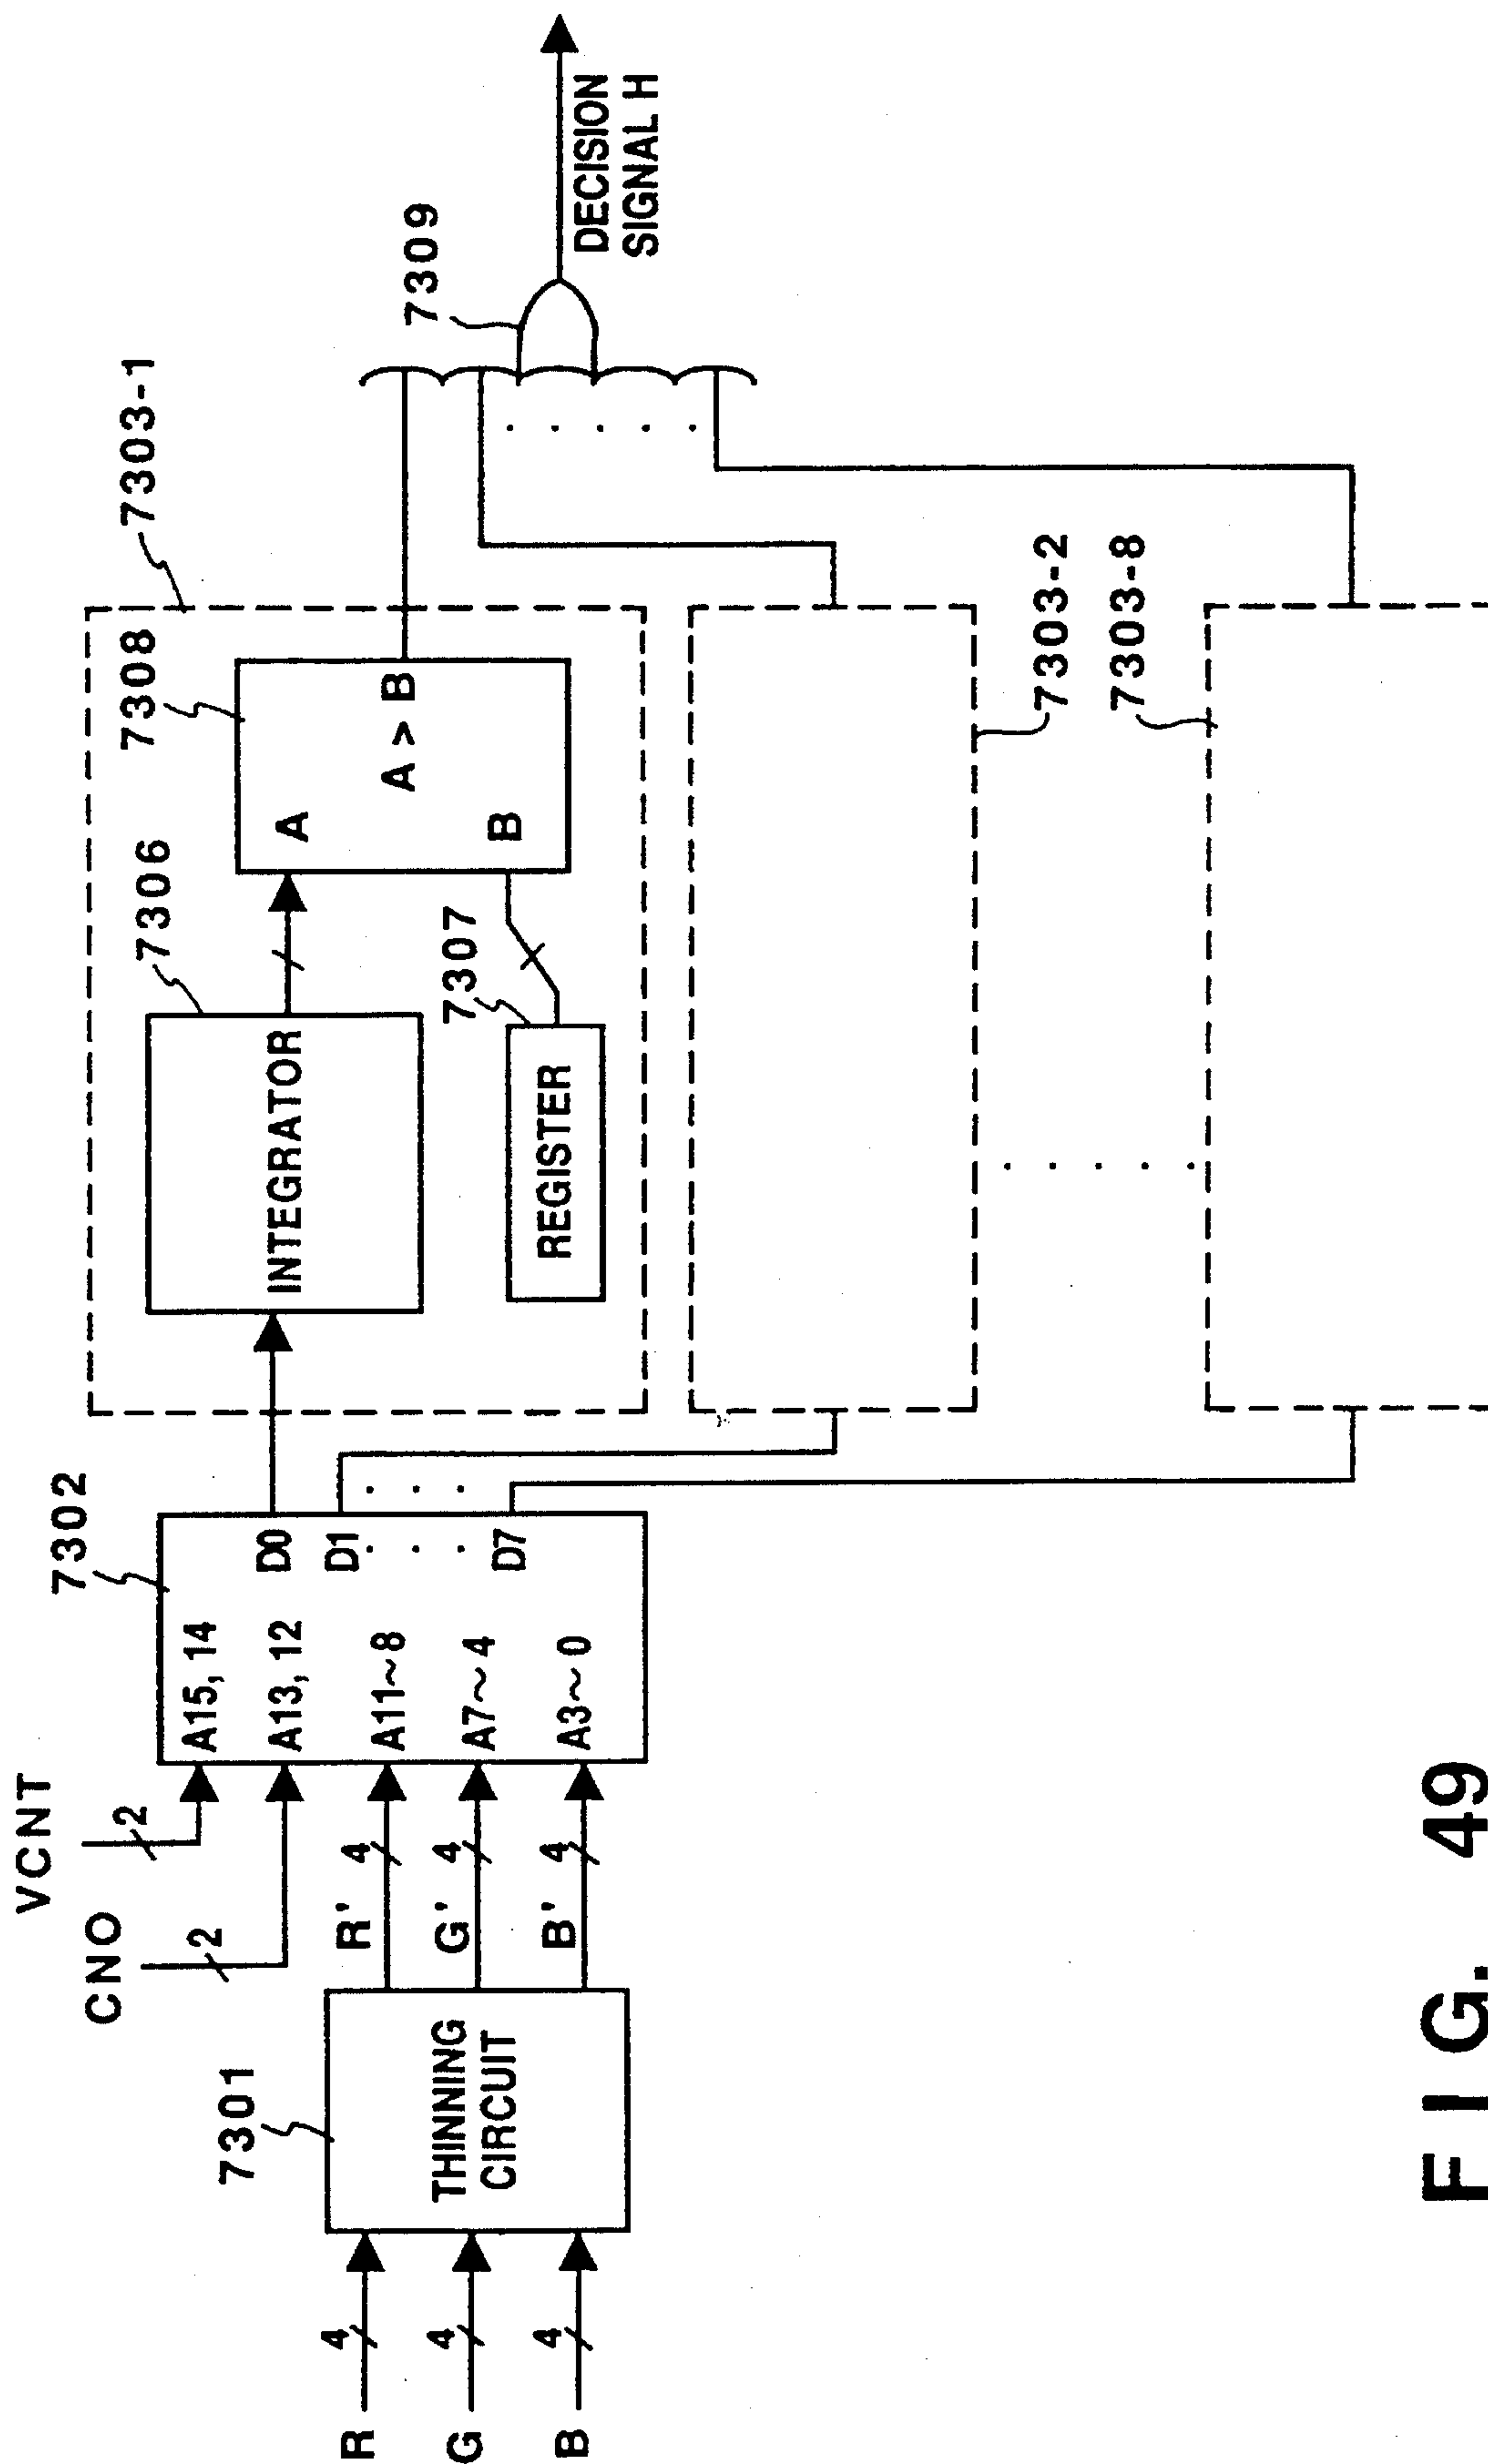 VCNT
2
CNO
2
R
4
G
4
B
4
7301
THINNING
CIRCUIT
R'
4
G'
4
B'
4
7302
A15, 14
A13, 12
A11~8
A7~4
A3~0
D0
D1
D7
7303-1
7306
INTEGRATOR
7307
REGISTER
7308
A
A > B
B
7303-2
7303-8
7309
DECISION
SIGNAL H
FIG. 49